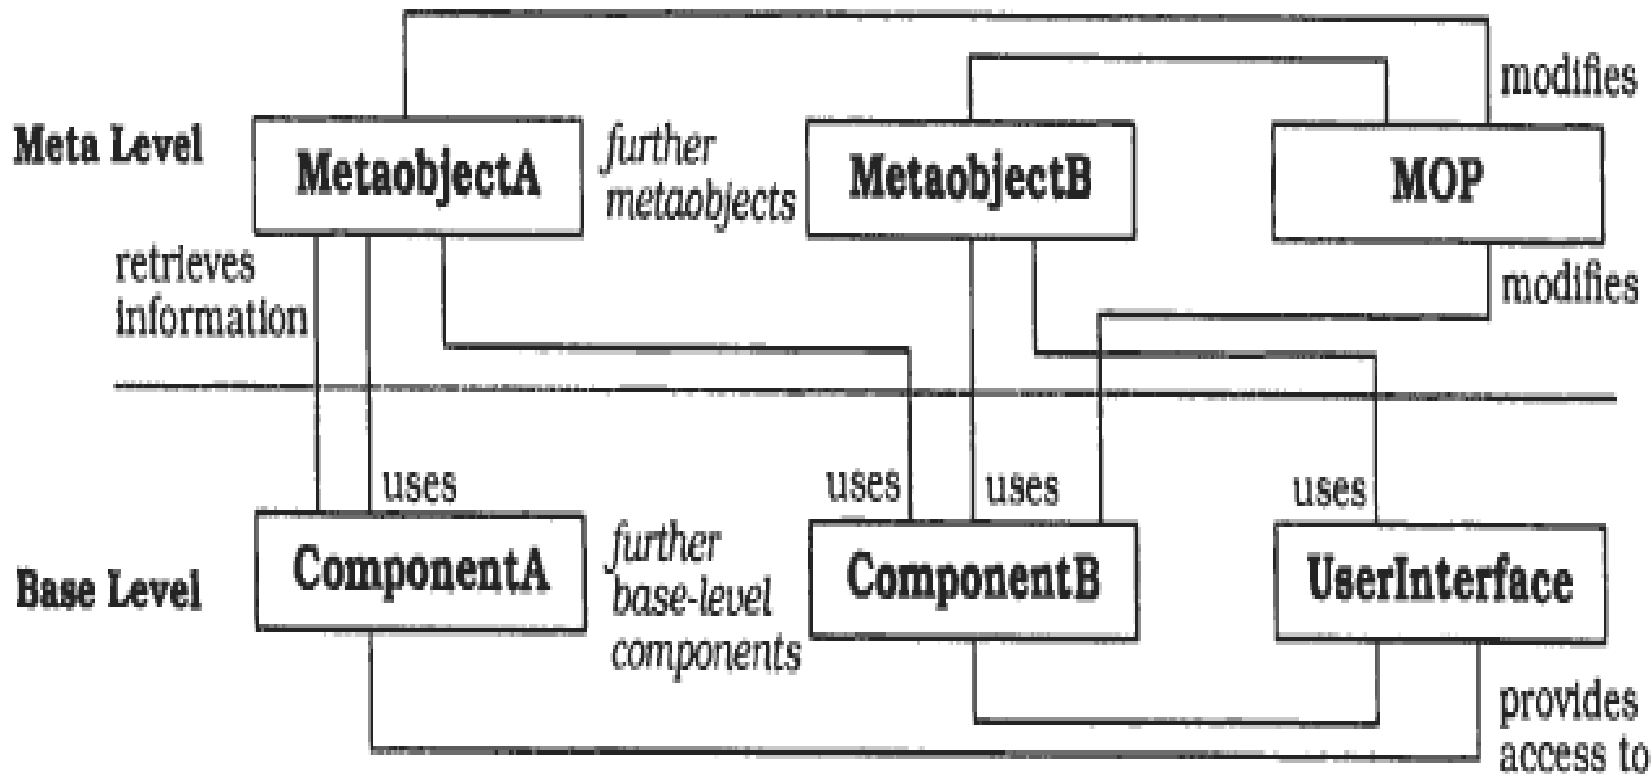 modifies
Meta Level
MetaobjectA
further
metaobjects
MetaobjectB
MOP
retrieves
information
modifies
uses
uses
uses
uses
Base Level
ComponentA
further
base-level
components
ComponentB
UserInterface
provides
access to